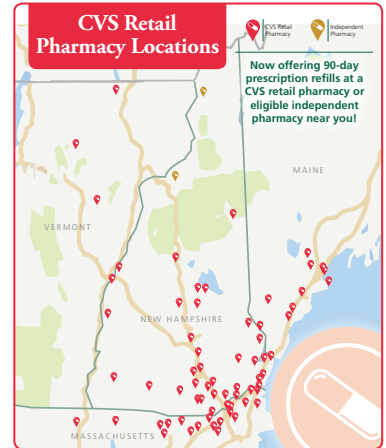 CVS Retail
Pharmacy Locations
CVS Retail
Pharmacy
Independent
Pharmacy
Now offering 90-day
prescription refills at a
CVS retail pharmacy or
eligible independent
pharmacy near you!
MAINE
VERMONT
NEW HAMPSHIRE
MASSACHUSETTS